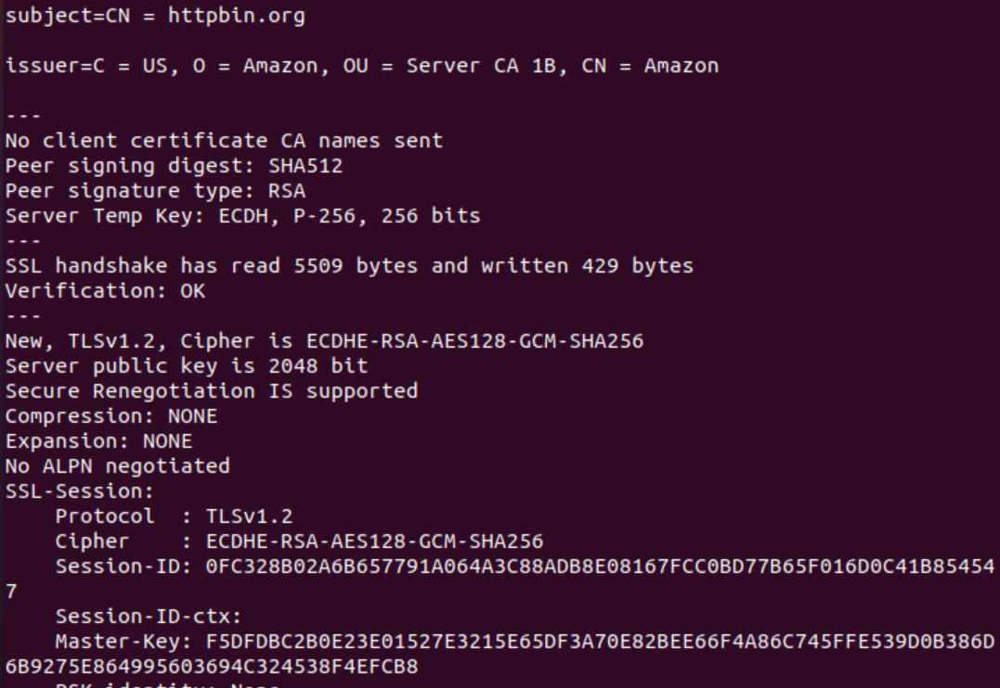 subject=CN = httpbin.org
issuer=C = US, O = Amazon, OU = Server CA 1B, CN = Amazon
---
No client certificate CA names sent
Peer signing digest: SHA512
Peer signature type: RSA
Server Temp Key: ECDH, P-256, 256 bits
---
SSL handshake has read 5509 bytes and written 429 bytes
Verification: OK
---
New, TLSv1.2, Cipher is ECDHE-RSA-AES128-GCM-SHA256
Server public key is 2048 bit
Secure Renegotiation IS supported
Compression: NONE
Expansion: NONE
No ALPN negotiated
SSL-Session:
    Protocol  : TLSv1.2
    Cipher    : ECDHE-RSA-AES128-GCM-SHA256
    Session-ID: 0FC328B02A6B657791A064A3C88ADB8E08167FCC0BD77B65F016D0C41B85454
7
    Session-ID-ctx:
    Master-Key: F5DFDBC2B0E23E01527E3215E65DF3A70E82BEE66F4A86C745FFE539D0B386D
6B9275E864995603694C324538F4EFCB8
    PSK identity: None